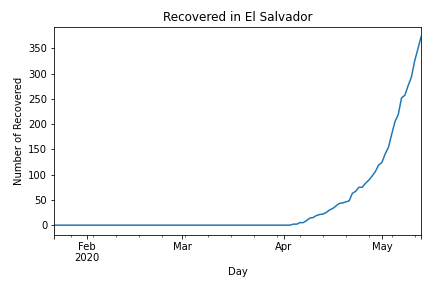 Recovered in El Salvador
Number of Recovered
350
300
250
200
150
100
50
0
Feb
2020
Mar
Apr
May
Day